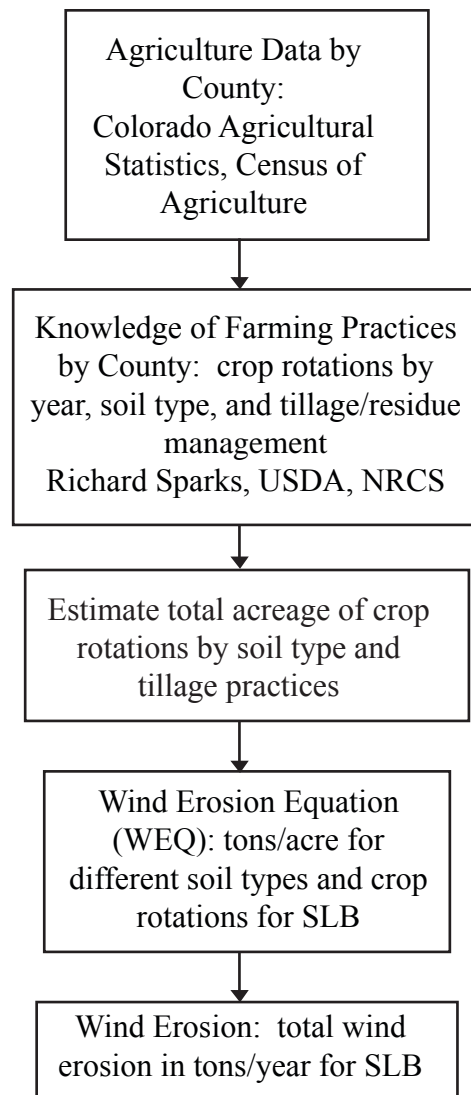 Agriculture Data by
County:
Colorado Agricultural
Statistics, Census of
Agriculture
Knowledge of Farming Practices
by County: crop rotations by
year, soil type, and tillage/residue
management
Richard Sparks, USDA, NRCS
Estimate total acreage of crop
rotations by soil type and
tillage practices
Wind Erosion Equation
(WEQ): tons/acre for
different soil types and crop
rotations for SLB
Wind Erosion: total wind
erosion in tons/year for SLB